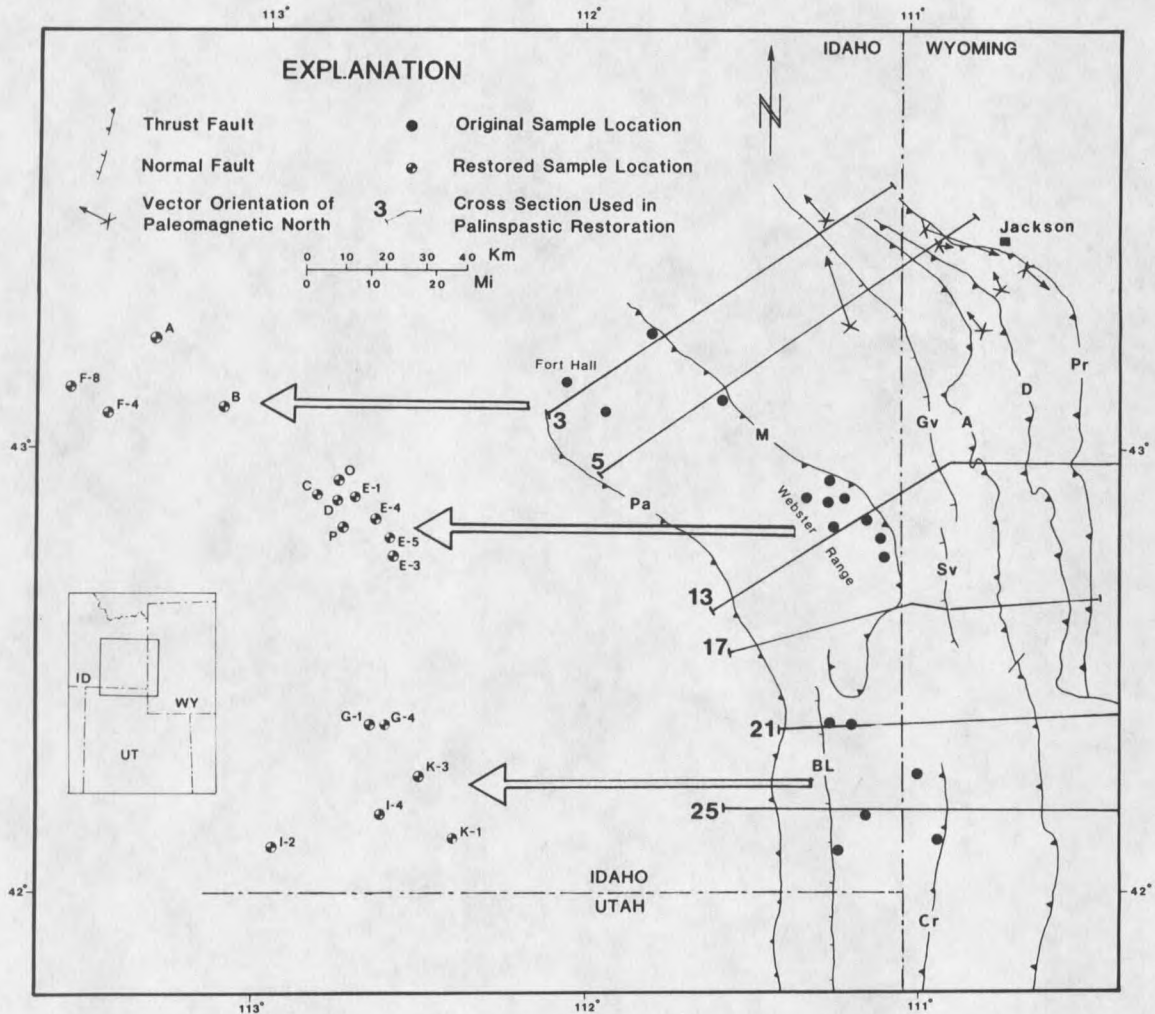 113°
112°
111°
IDAHO
WYOMING
EXPLANATION
N
Thrust Fault
Original Sample Location
Normal Fault
Restored Sample Location
Vector Orientation of
Paleomagnetic North
3
Cross Section Used in
Palinspastic Restoration
0 10 20 30 40 Km
0 10 20 Mi
Jackson
A
F-8
F-4
B
Fort Hall
3
5
M
Gv
A
D
Pr
43°
43°
O
C
E-1
D
E-4
P
E-5
E-3
Pa
Webster
Range
Sv
13
17
ID
WY
UT
G-1
G-4
21
BL
K-3
25
I-4
K-1
I-2
42°
IDAHO
UTAH
42°
Cr
113°
112°
111°